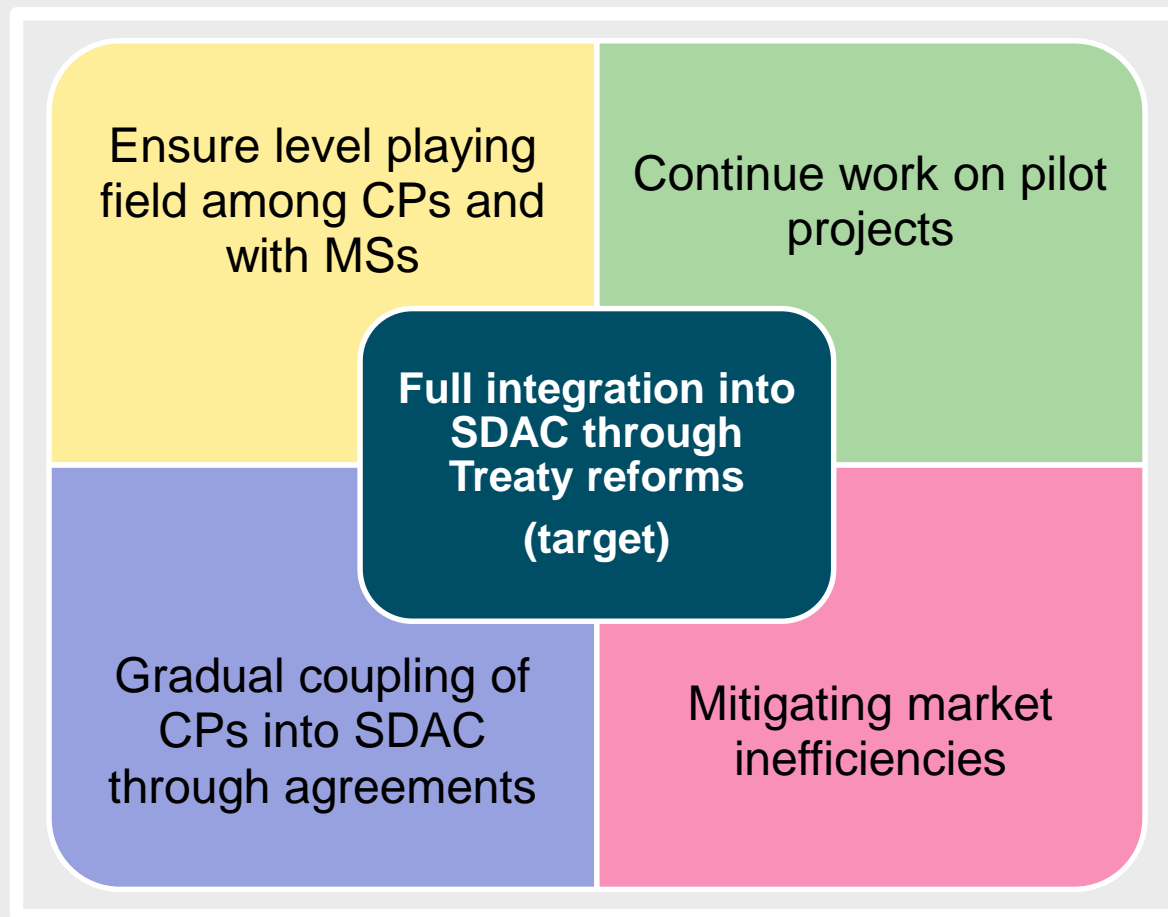 Ensure level playing
field among CPs and
with MSs
Continue work on pilot
projects
Full integration into
SDAC through
Treaty reforms
(target)
Gradual coupling of
CPs into SDAC
through agreements
Mitigating market
inefficiencies